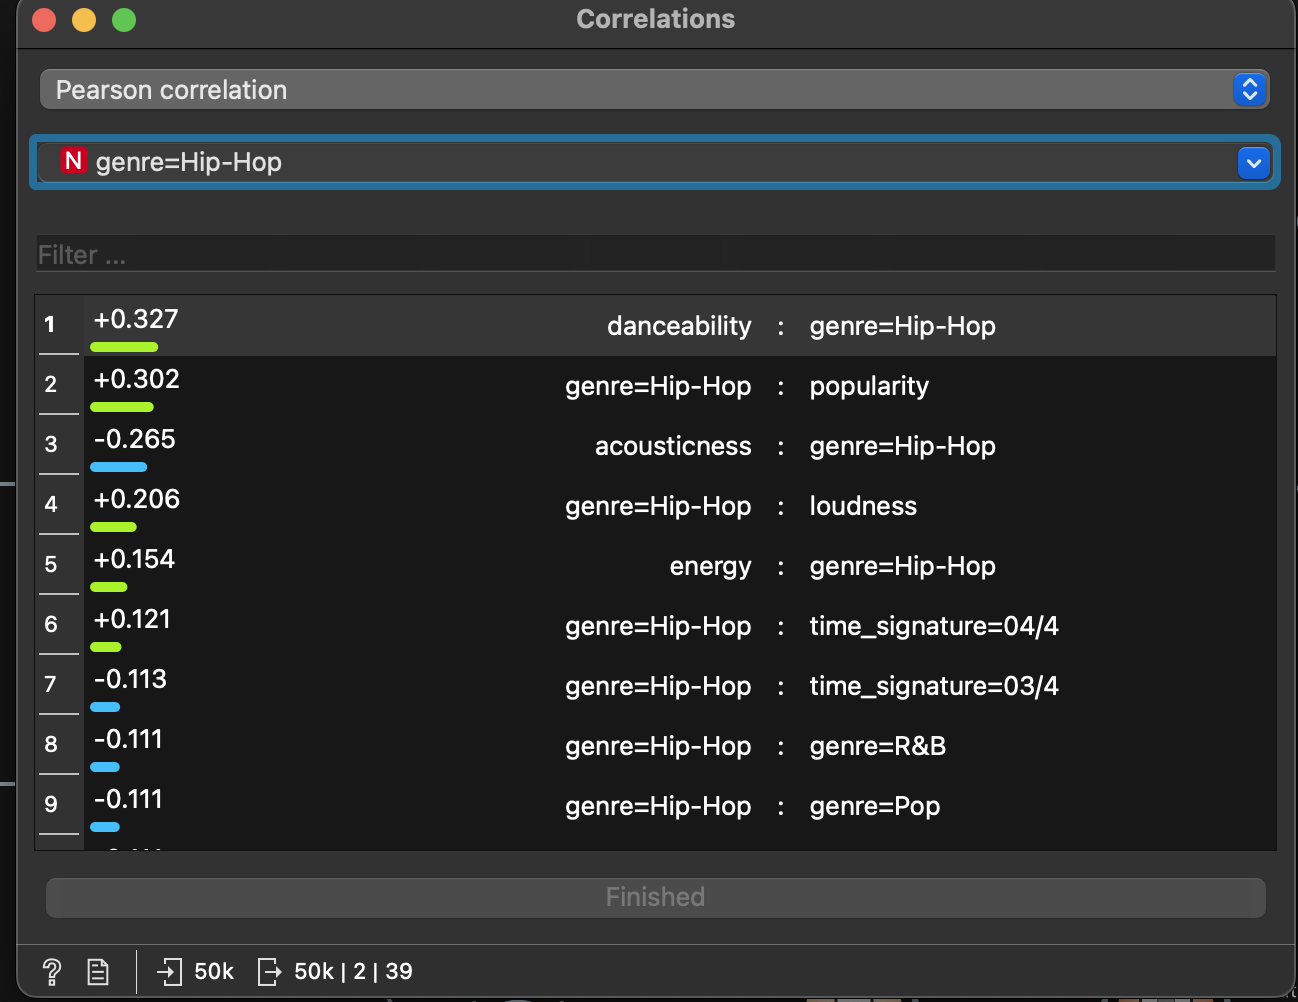 Correlations
Pearson correlation
N genre=Hip-Hop
Filter ...
1 +0.327 danceability : genre=Hip-Hop
2 +0.302 genre=Hip-Hop : popularity
3 -0.265 acousticness : genre=Hip-Hop
4 +0.206 genre=Hip-Hop : loudness
5 +0.154 energy : genre=Hip-Hop
6 +0.121 genre=Hip-Hop : time_signature=04/4
7 -0.113 genre=Hip-Hop : time_signature=03/4
8 -0.111 genre=Hip-Hop : genre=R&B
9 -0.111 genre=Hip-Hop : genre=Pop
Finished
? 50k 50k | 2 | 39